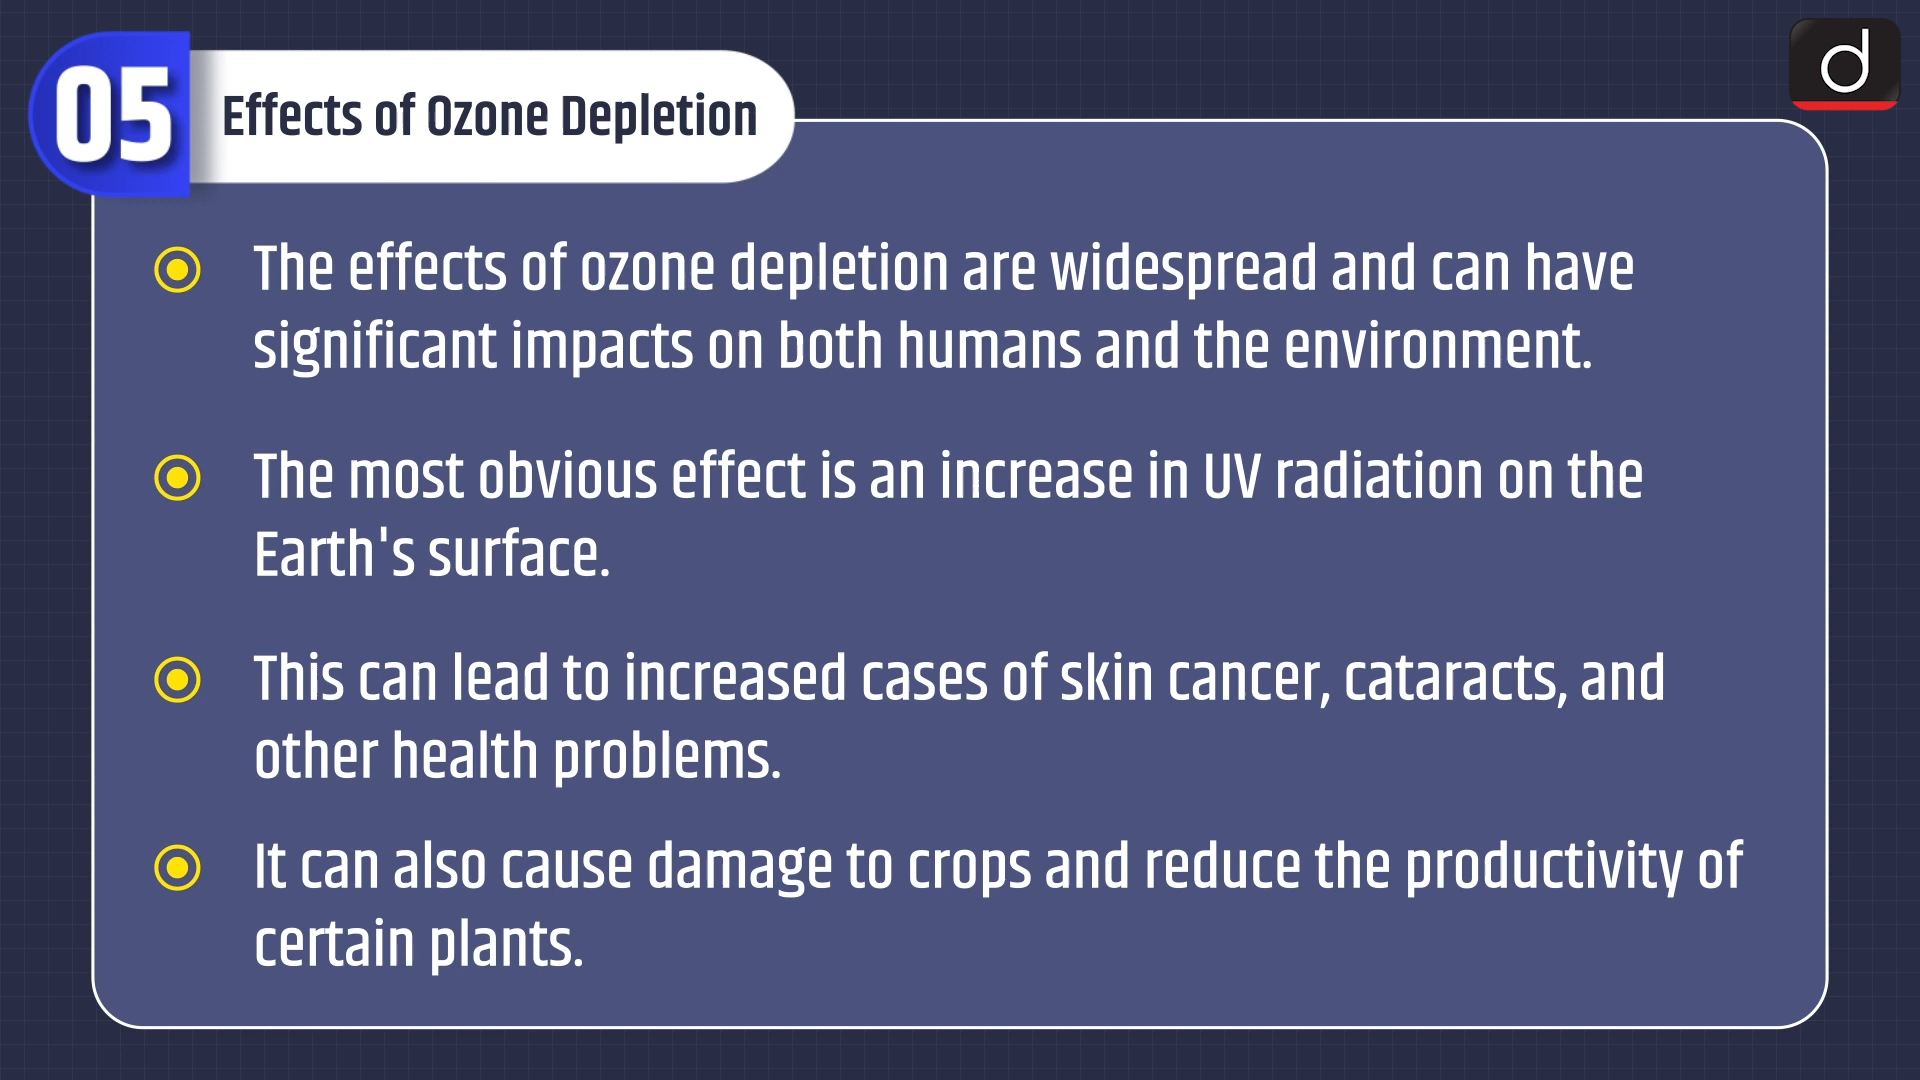 05
Effects of Ozone Depletion
d
The effects of ozone depletion are widespread and can have
significant impacts on both humans and the environment.
The most obvious effect is an increase in UV radiation on the
Earth's surface.
This can lead to increased cases of skin cancer, cataracts, and
other health problems.
It can also cause damage to crops and reduce the productivity of
certain plants.